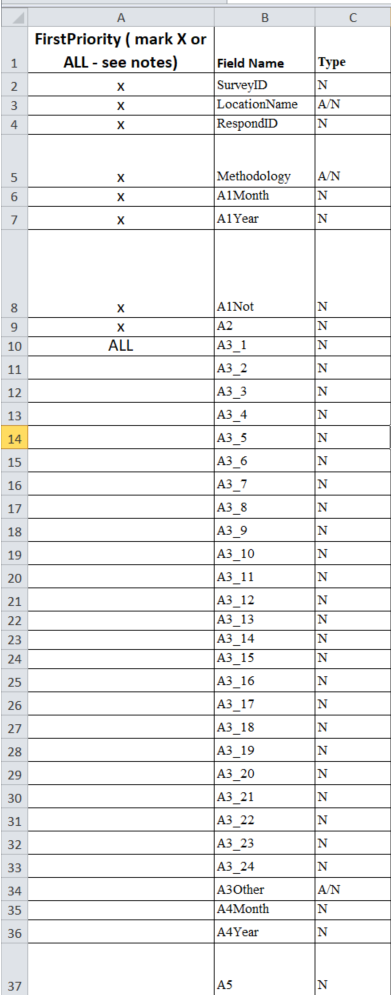 A B C
FirstPriority ( mark X or
ALL - see notes)
1 Field Name Type
2 x SurveyID N
3 x LocationName A/N
4 x RespondID N
5 x Methodology A/N
6 x A1Month N
7 x A1Year N
8 x A1Not N
9 x A2 N
10 ALL A3_1 N
11 A3_2 N
12 A3_3 N
13 A3_4 N
14 A3_5 N
15 A3_6 N
16 A3_7 N
17 A3_8 N
18 A3_9 N
19 A3_10 N
20 A3_11 N
21 A3_12 N
22 A3_13 N
23 A3_14 N
24 A3_15 N
25 A3_16 N
26 A3_17 N
27 A3_18 N
28 A3_19 N
29 A3_20 N
30 A3_21 N
31 A3_22 N
32 A3_23 N
33 A3_24 N
34 A3Other A/N
35 A4Month N
36 A4Year N
37 A5 N